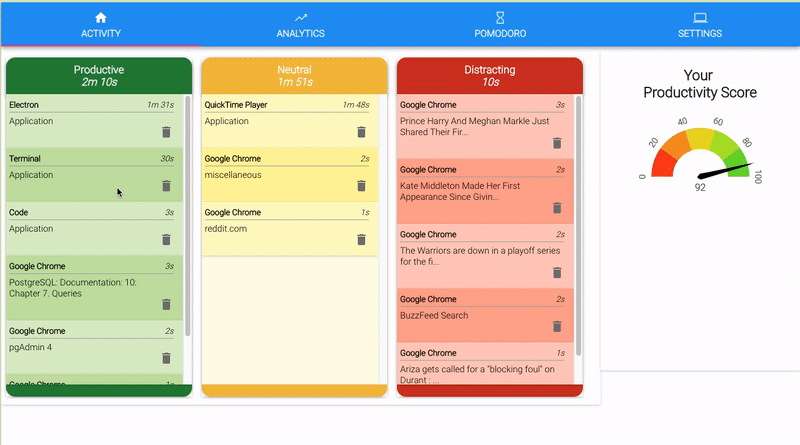 ACTIVITY
ANALYTICS
POMODORO
SETTINGS
Productive
2m 10s
Electron 1m 31s
Application
Terminal 30s
Application
Code 3s
Application
Google Chrome 3s
PostgreSQL: Documentation: 10:
Chapter 7. Queries
Google Chrome 2s
pgAdmin 4
Google Chrome 1s
Neutral
1m 51s
QuickTime Player 1m 48s
Application
Google Chrome 2s
miscellaneous
Google Chrome 1s
reddit.com
Distracting
10s
Google Chrome 3s
Prince Harry And Meghan Markle Just
Shared Their Fir...
Google Chrome 2s
Kate Middleton Made Her First
Appearance Since Givin...
Google Chrome 2s
The Warriors are down in a playoff series
for the fi...
Google Chrome 2s
BuzzFeed Search
Google Chrome 1s
Ariza gets called for a "blocking foul" on
Durant : ...
Your
Productivity Score
0
20
40
60
80
100
92